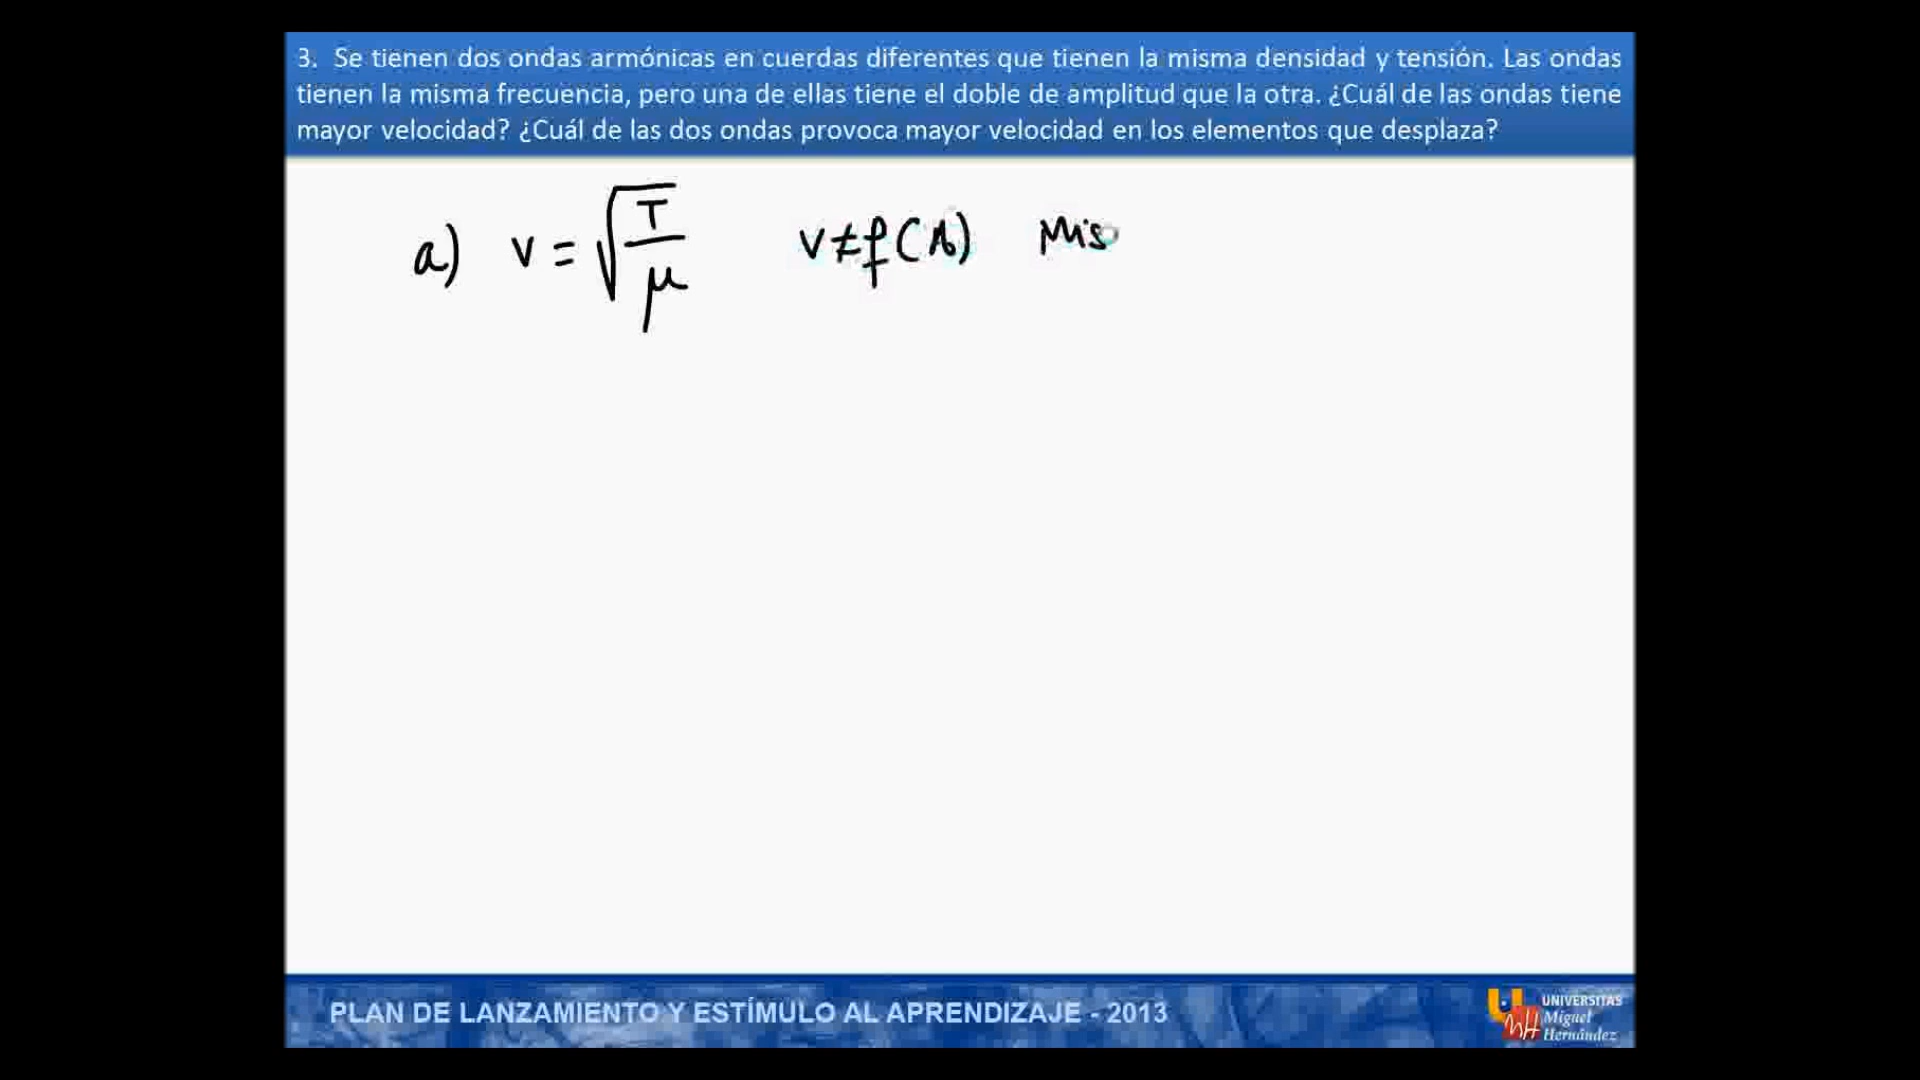 3. Se tienen dos ondas armónicas en cuerdas diferentes que tienen la misma densidad y tensión. Las ondas
tienen la misma frecuencia, pero una de ellas tiene el doble de amplitud que la otra. ¿Cuál de las ondas tiene
mayor velocidad? ¿Cuál de las dos ondas provoca mayor velocidad en los elementos que desplaza?
a) v = √(T/μ) v ≠ f(A) Mis
PLAN DE LANZAMIENTO Y ESTÍMULO AL APRENDIZAJE - 2013
UNIVERSITAS
Miguel
Hernández